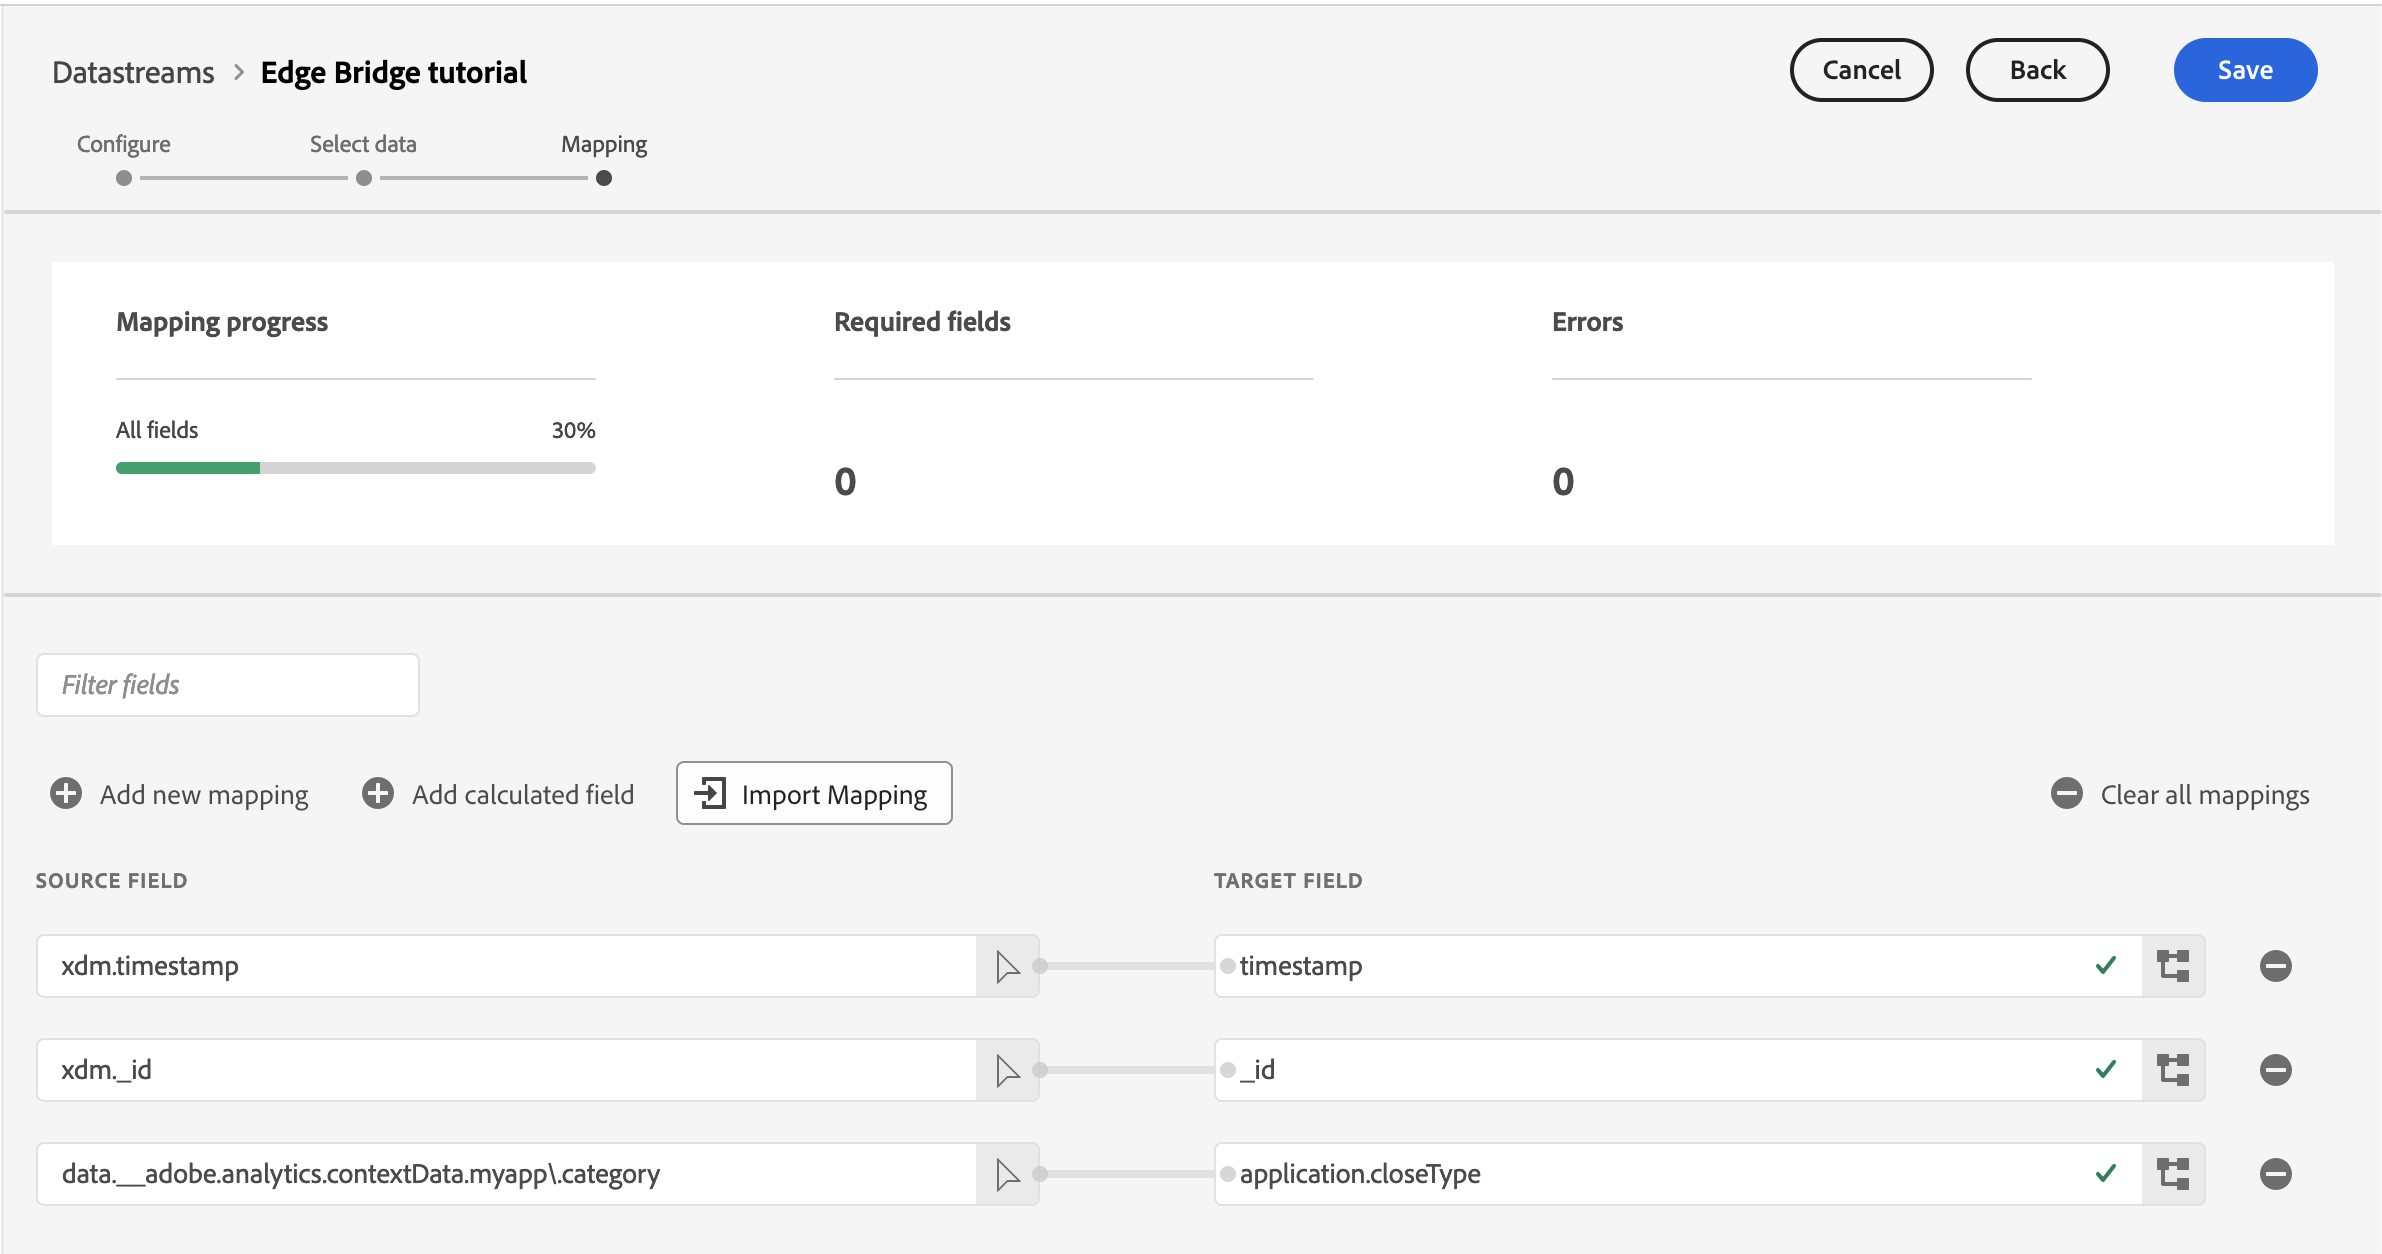 Datastreams > Edge Bridge tutorial
Cancel
Back
Save
Configure
Select data
Mapping
Mapping progress
Required fields
Errors
All fields
30%
0
0
Filter fields
Add new mapping
Add calculated field
Import Mapping
Clear all mappings
SOURCE FIELD
TARGET FIELD
xdm.timestamp
timestamp
xdm._id
_id
data.__adobe.analytics.contextData.myapp\.category
application.closeType